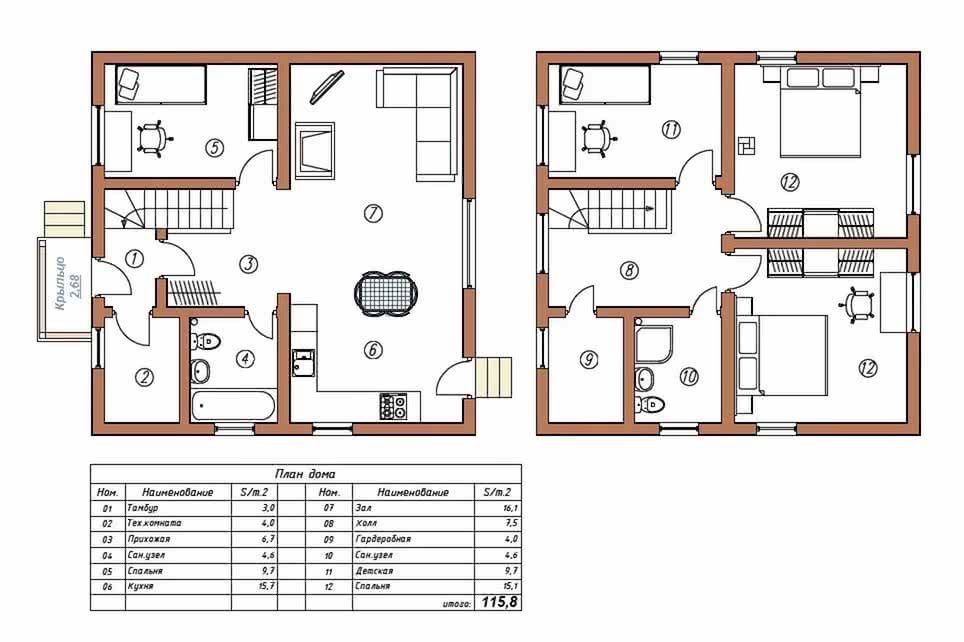 5
7
1
3
2
4
6
Крыльцо
2,68
11
12
8
9
10
12
План дома
Ном. Наименование S/m.2 Ном. Наименование S/m.2
01 Тамбур 3,0 07 Зал 16,1
02 Тех.комната 4,0 08 Холл 7,5
03 Прихожая 6,7 09 Гардеробная 4,0
04 Сан.узел 4,6 10 Сан.узел 4,6
05 Спальня 9,7 11 Детская 9,7
06 Кухня 15,7 12 Спальня 15,1
итого: 115,8